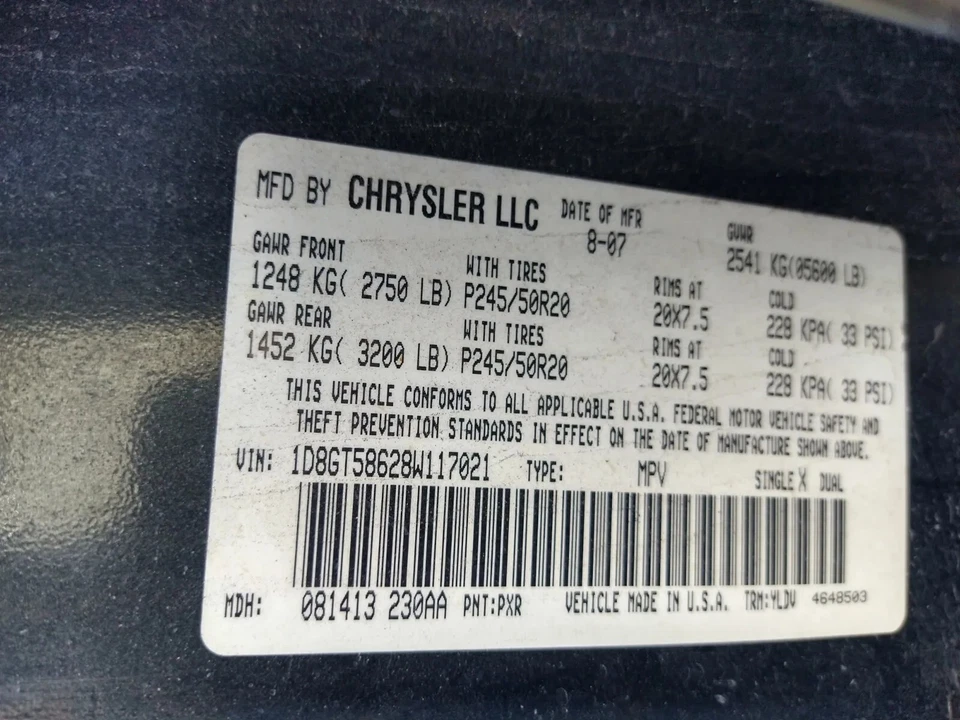 MFD BY CHRYSLER LLC DATE OF MFR GVWR
8-07 2541 KG(05600 LB)
GAWR FRONT WITH TIRES RIMS AT COLD
1248 KG( 2750 LB) P245/50R20 20X7.5 228 KPA( 33 PSI)
GAWR REAR WITH TIRES RIMS AT COLD
1452 KG( 3200 LB) P245/50R20 20X7.5 228 KPA( 33 PSI)
THIS VEHICLE CONFORMS TO ALL APPLICABLE U.S.A. FEDERAL MOTOR VEHICLE SAFETY AND
THEFT PREVENTION STANDARDS IN EFFECT ON THE DATE OF MANUFACTURE SHOWN ABOVE.
VIN: 1D8GT58628W117021 TYPE: MPV SINGLE X DUAL
MDH: 081413 230AA PNT:PXR VEHICLE MADE IN U.S.A. TRM:YLDV 4648503